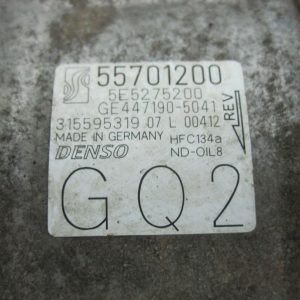 55701200
5E5275200
GE447190-5041
315595319 07 L 00412
MADE IN GERMANY HFC134a
DENSO ND-OIL8
REV
GQ2